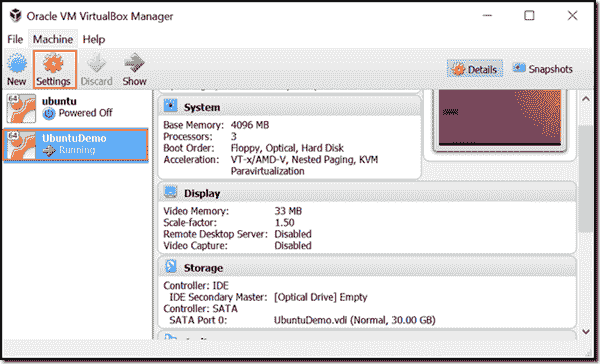 Oracle VM VirtualBox Manager
File Machine Help
New Settings Discard Show
Details Snapshots
64 ubuntu
Powered Off
64 UbuntuDemo
Running
System
Base Memory: 4096 MB
Processors: 3
Boot Order: Floppy, Optical, Hard Disk
Acceleration: VT-x/AMD-V, Nested Paging, KVM
Paravirtualization
Display
Video Memory: 33 MB
Scale-factor: 1.50
Remote Desktop Server: Disabled
Video Capture: Disabled
Storage
Controller: IDE
IDE Secondary Master: [Optical Drive] Empty
Controller: SATA
SATA Port 0: UbuntuDemo.vdi (Normal, 30.00 GB)